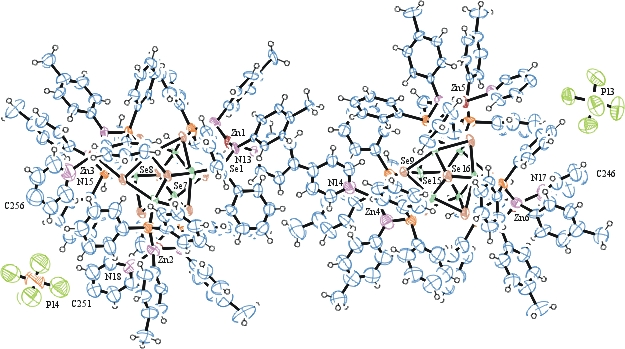 Zn5
P13
Zn1
N13
Se1
Se8
Se7
Zn3
N15
C256
Zn2
N18
C251
P14
Se9
Se16
Se15
N14
Zn4
N17
C246
Zn6